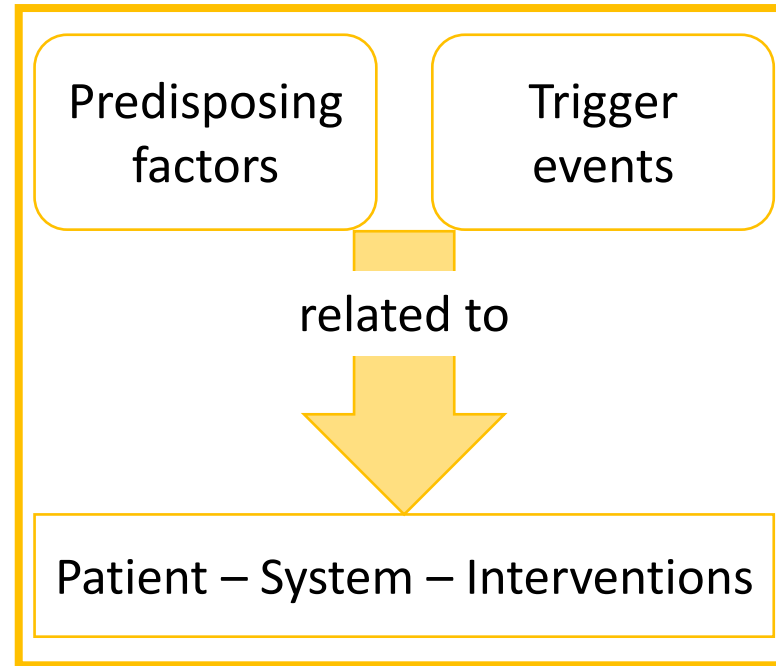 Predisposing
factors
Trigger
events
related to
Patient – System – Interventions